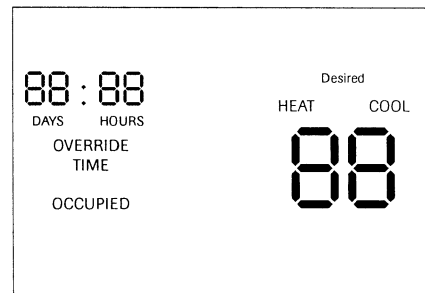 88 : 88
DAYS HOURS
OVERRIDE
TIME
OCCUPIED
Desired
HEAT COOL
88